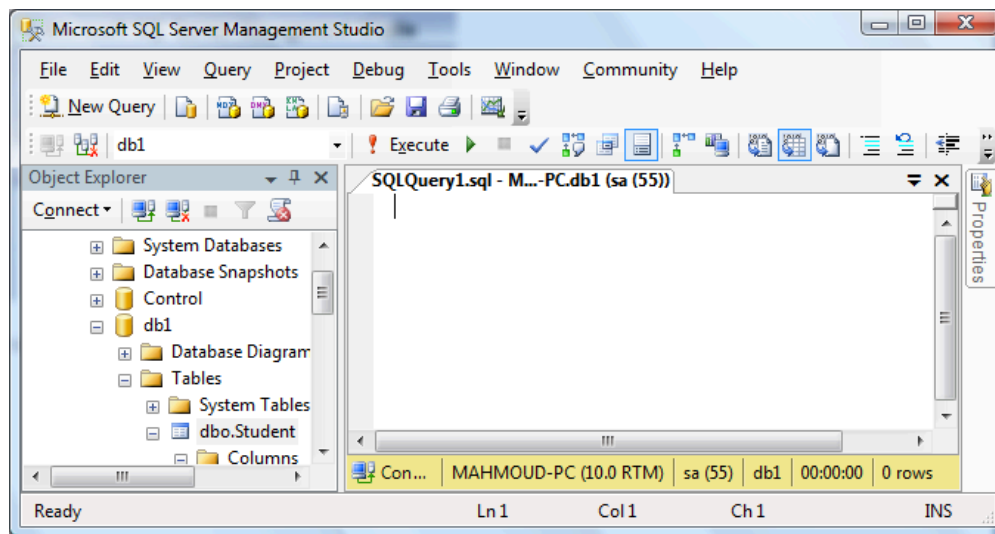 Microsoft SQL Server Management Studio
File Edit View Query Project Debug Tools Window Community Help
New Query
db1 Execute
Object Explorer
SQLQuery1.sql - M...-PC.db1 (sa (55))
Connect
Properties
System Databases
Database Snapshots
Control
db1
Database Diagram
Tables
System Tables
dbo.Student
Columns
Con... MAHMOUD-PC (10.0 RTM) sa (55) db1 00:00:00 0 rows
Ready Ln 1 Col 1 Ch 1 INS